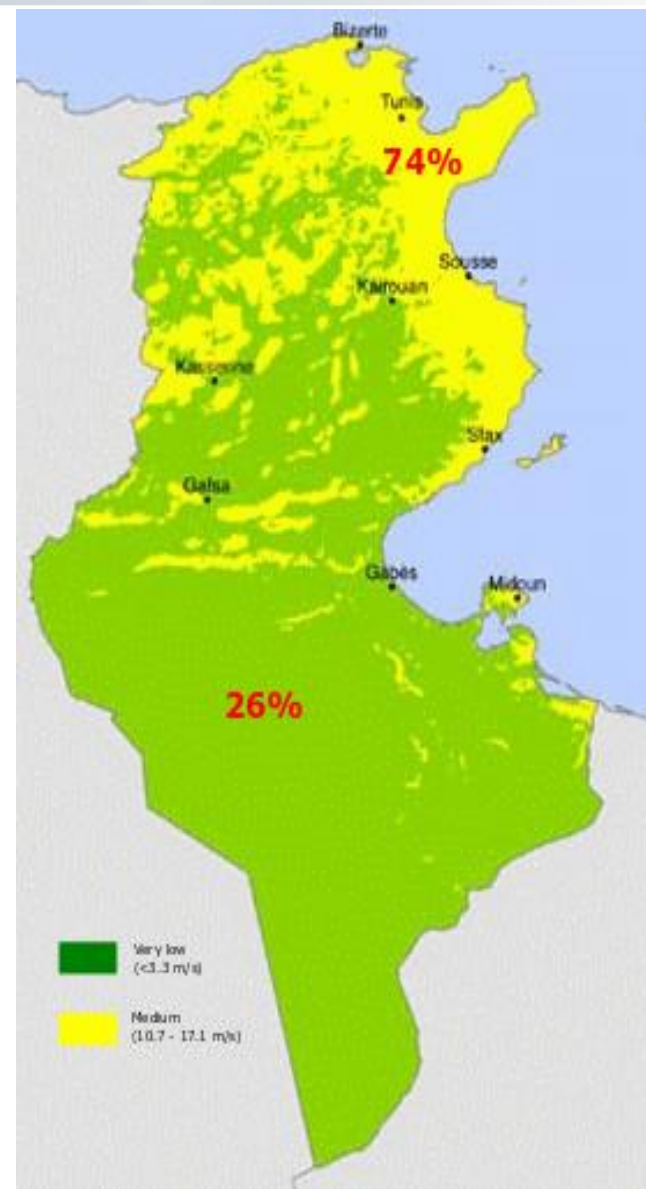 Bizerte
Tunis
74%
Sousse
Kairouan
Kasserine
Sfax
Gafsa
Gabès
Midoun
26%
Very low
(<3.3 m/s)
Medium
(10.7 - 17.1 m/s)